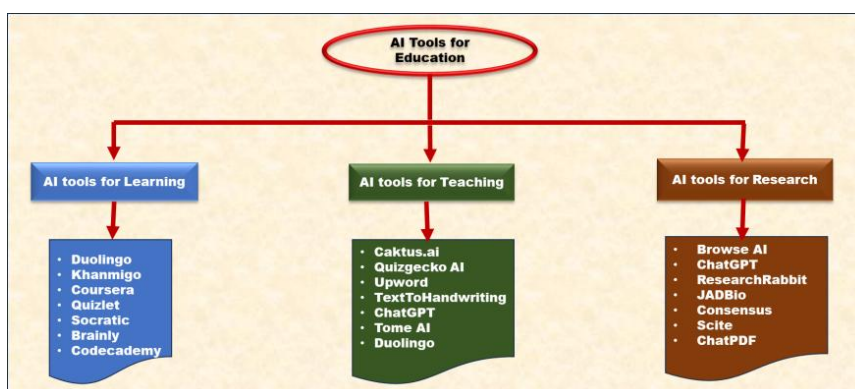 AI Tools for
Education
AI tools for Learning
AI tools for Teaching
AI tools for Research
• Duolingo
• Khanmigo
• Coursera
• Quizlet
• Socratic
• Brainly
• Codecademy
• Caktus.ai
• Quizgecko AI
• Upword
• TextToHandwriting
• ChatGPT
• Tome AI
• Duolingo
• Browse AI
• ChatGPT
• ResearchRabbit
• JADBio
• Consensus
• Scite
• ChatPDF